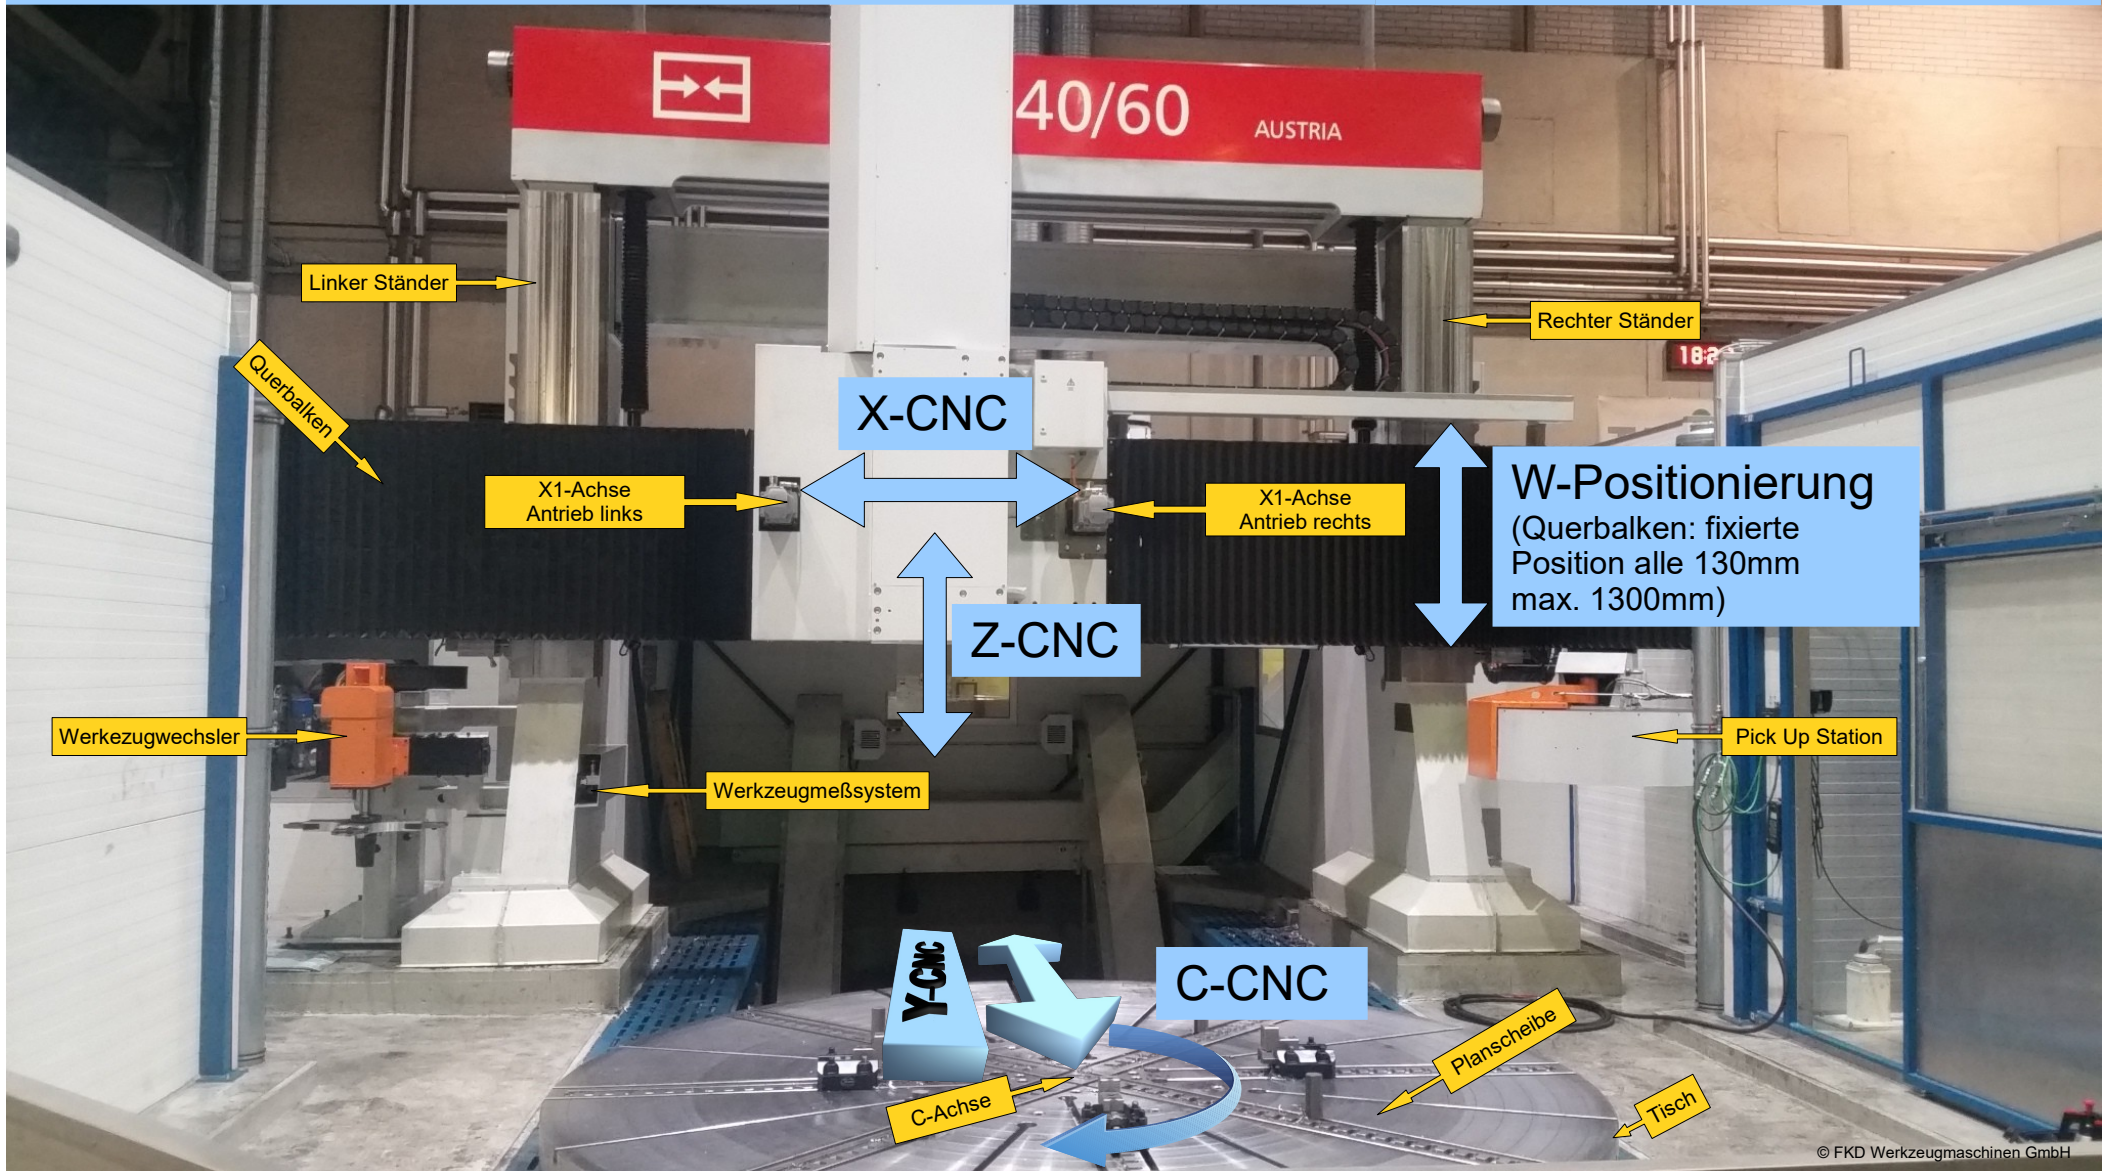 40/60
AUSTRIA
Linker Ständer
Rechter Ständer
18:2
Querbalken
X-CNC
X1-Achse
Antrieb links
X1-Achse
Antrieb rechts
W-Positionierung
(Querbalken: fixierte
Position alle 130mm
max. 1300mm)
Z-CNC
Werkezugwechsler
Pick Up Station
Werkzeugmeßsystem
Y-CNC
C-CNC
Planscheibe
C-Achse
Tisch
© FKD Werkzeugmaschinen GmbH